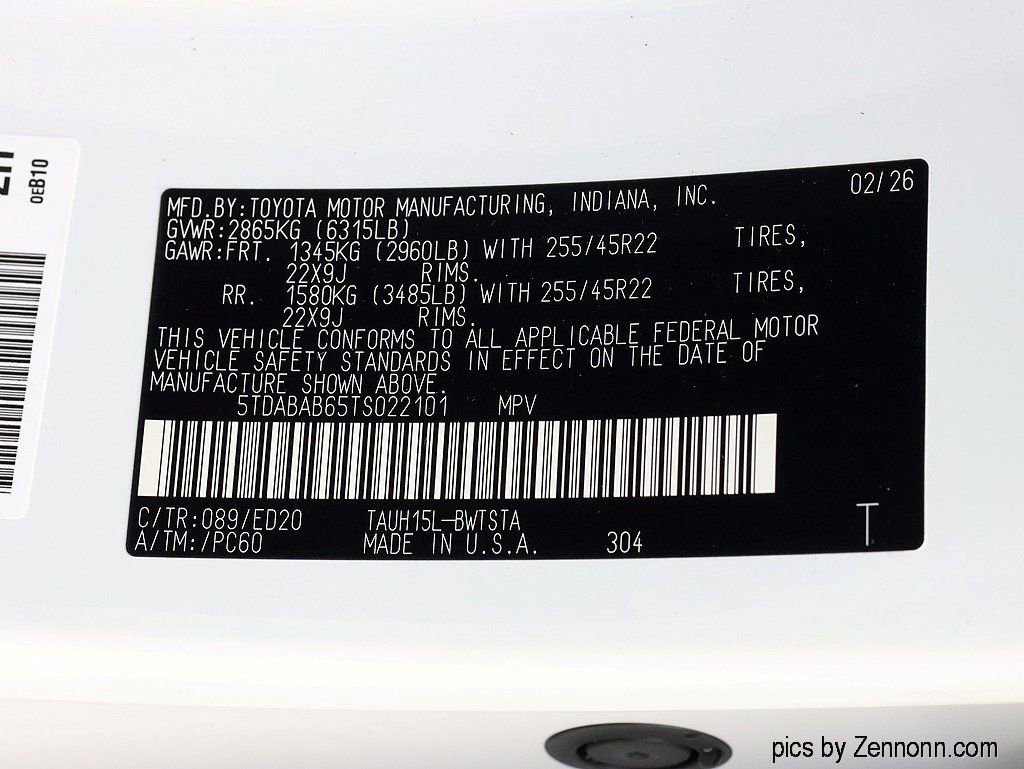 0EB10
02/26
MFD.BY:TOYOTA MOTOR MANUFACTURING, INDIANA, INC.
GVWR:2865KG (6315LB)
GAWR:FRT. 1345KG (2960LB) WITH 255/45R22 TIRES,
22X9J RIMS.
RR. 1580KG (3485LB) WITH 255/45R22 TIRES,
22X9J RIMS.
THIS VEHICLE CONFORMS TO ALL APPLICABLE FEDERAL MOTOR
VEHICLE SAFETY STANDARDS IN EFFECT ON THE DATE OF
MANUFACTURE SHOWN ABOVE.
5TDABAB65TS022101 MPV
C/TR:089/ED20 TAUH15L-BWTSTA
A/TM:/PC60 MADE IN U.S.A. 304
T
pics by Zennonn.com